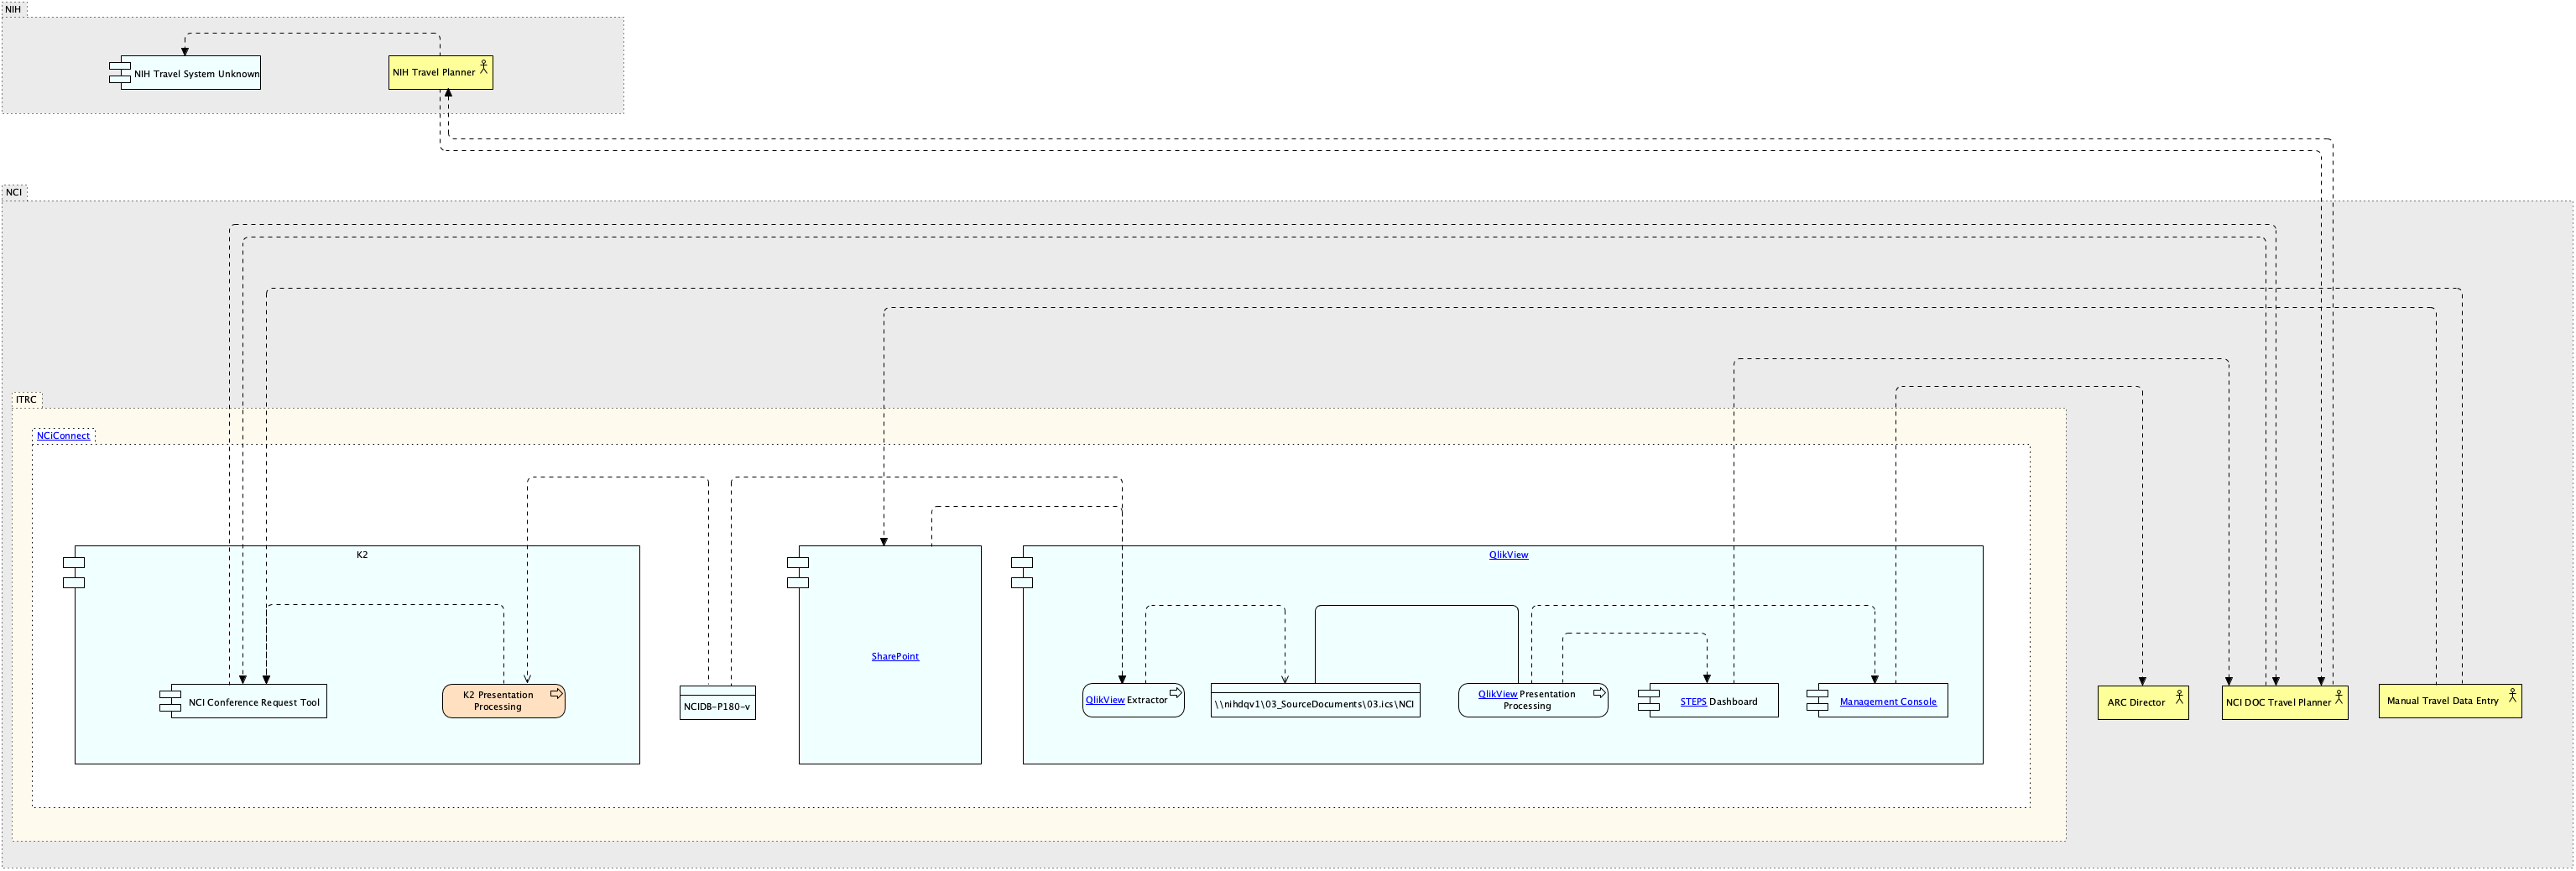 NIH
NIH Travel System Unknown
NIH Travel Planner
NCI
ITRC
NCiConnect
K2
QlikView
SharePoint
NCI Conference Request Tool
K2 Presentation
Processing
NCIDB-P180-v
QlikView Extractor
\\nihdqv1\03_SourceDocuments\03.ics\NCI
QlikView Presentation
Processing
STEPS Dashboard
Management Console
ARC Director
NCI DOC Travel Planner
Manual Travel Data Entry